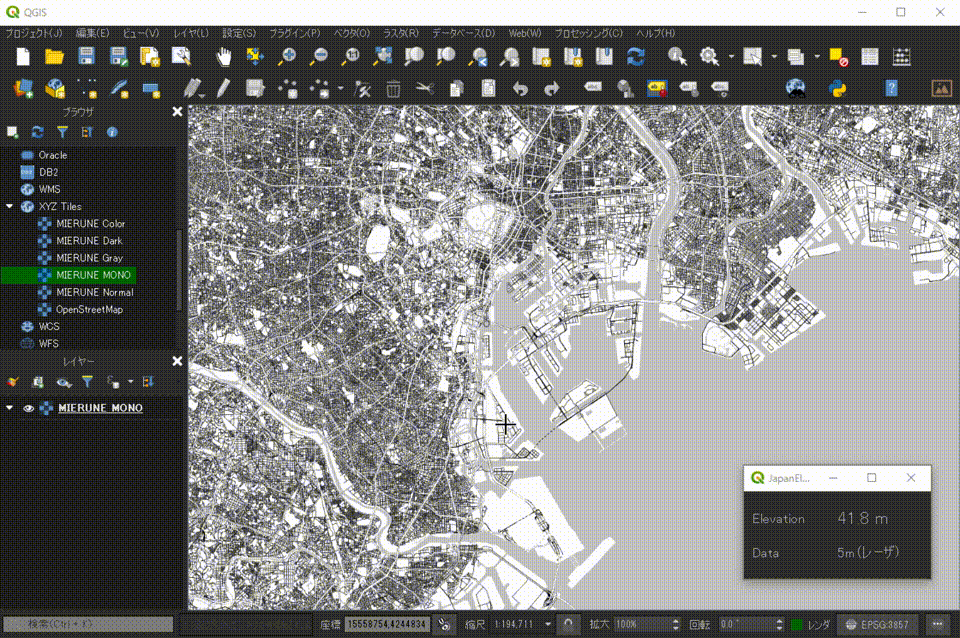 QGIS
プロジェクト(J) 編集(E) ビュー(V) レイヤ(L) 設定(S) プラグイン(P) ベクタ(O) ラスタ(R) データベース(D) Web(W) プロセッシング(C) ヘルプ(H)
ブラウザ
Oracle
DB2
WMS
XYZ Tiles
MIERUNE Color
MIERUNE Dark
MIERUNE Gray
MIERUNE MONO
MIERUNE Normal
OpenStreetMap
WCS
WFS
レイヤー
MIERUNE MONO
JapanEl...
Elevation 41.8 m
Data 5m(レーザ)
検索(Ctrl + K) 座標 15558754,4244834 縮尺 1:194,711 拡大 100% 回転 0.0° レンダ EPSG:3857